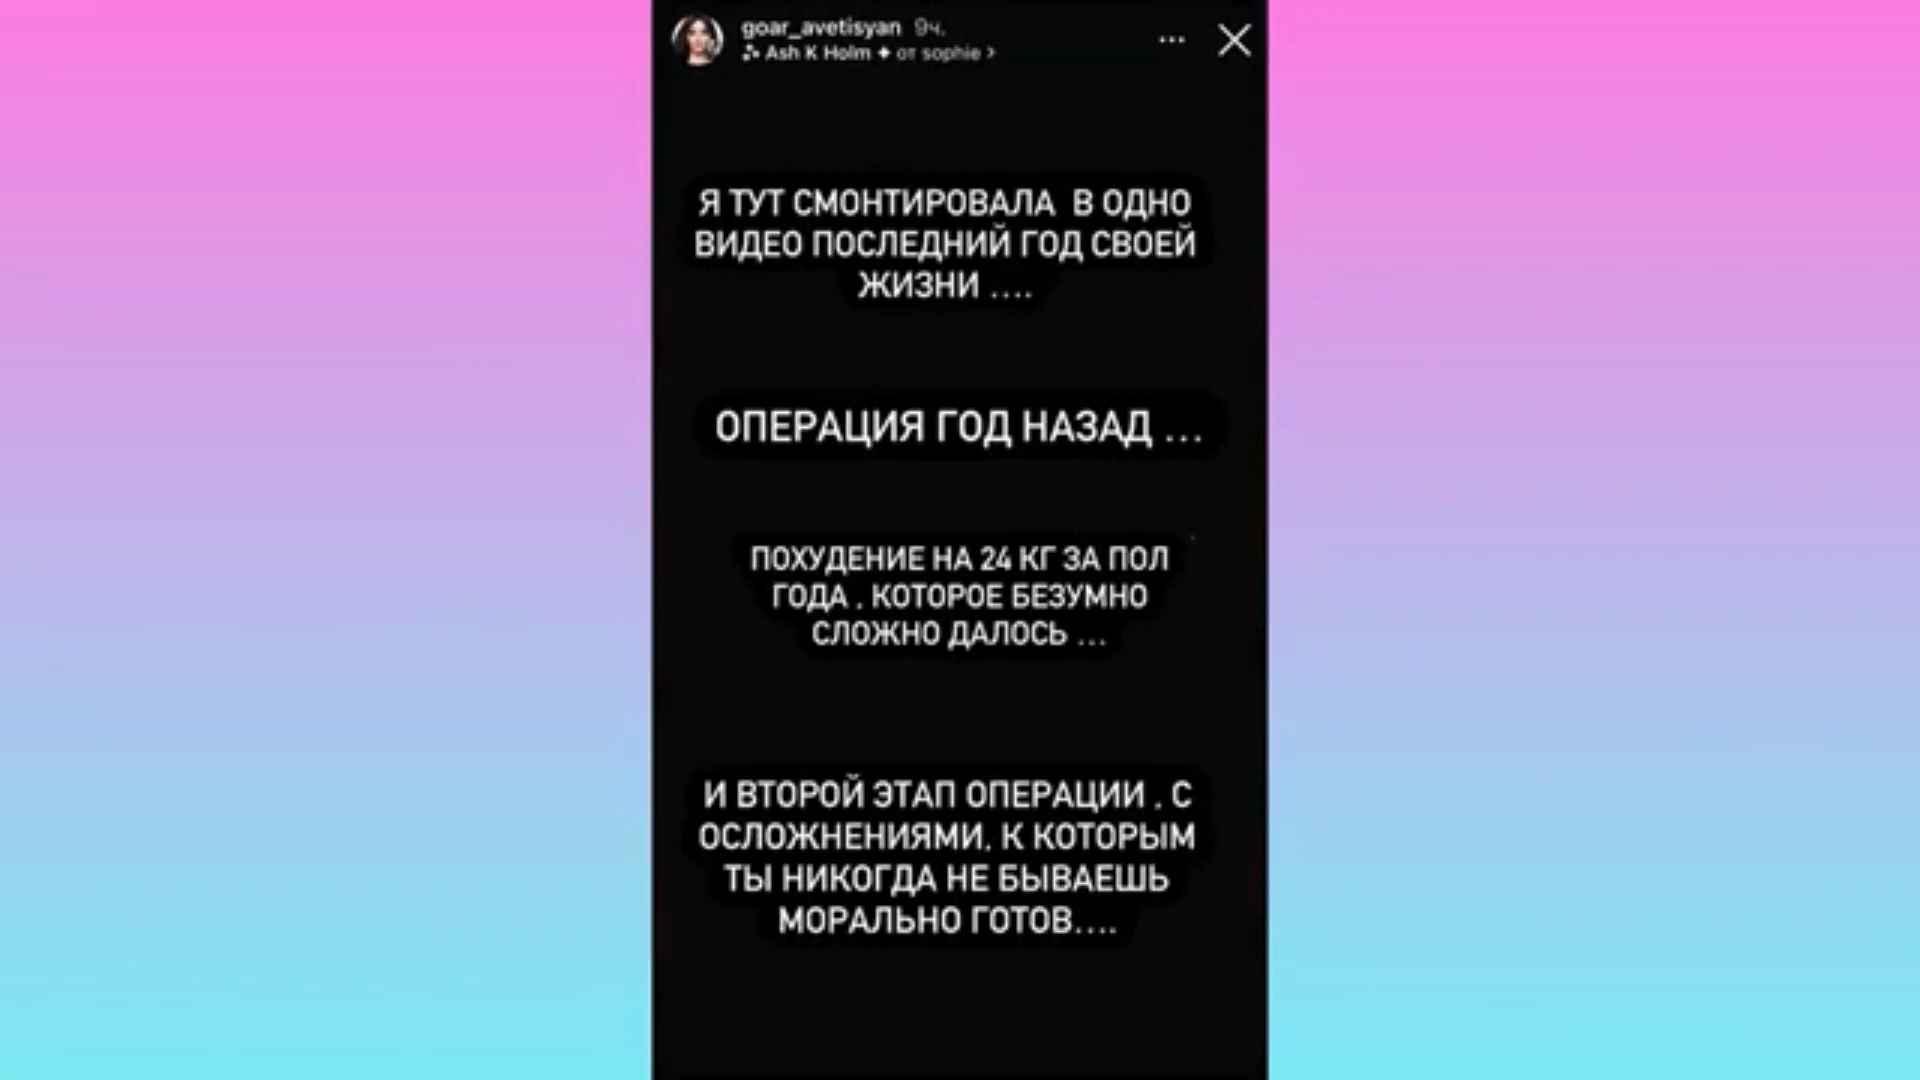 goar_avetisyan 9ч.
Ash K Holm ✦ от sophie >
Я ТУТ СМОНТИРОВАЛА В ОДНО
ВИДЕО ПОСЛЕДНИЙ ГОД СВОЕЙ
ЖИЗНИ ....
ОПЕРАЦИЯ ГОД НАЗАД ...
ПОХУДЕНИЕ НА 24 КГ ЗА ПОЛ
ГОДА , КОТОРОЕ БЕЗУМНО
СЛОЖНО ДАЛОСЬ ...
И ВТОРОЙ ЭТАП ОПЕРАЦИИ , С
ОСЛОЖНЕНИЯМИ, К КОТОРЫМ
ТЫ НИКОГДА НЕ БЫВАЕШЬ
МОРАЛЬНО ГОТОВ....